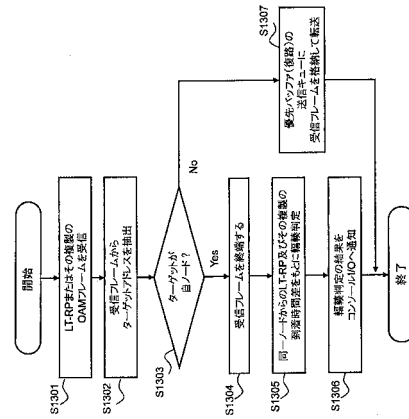 開始
S1301
LT-RPまたはその複製の
OAMフレームを受信
S1302
受信フレームから
ターゲットアドレスを抽出
S1303
ターゲットが
自ノード?
No
Yes
S1304
受信フレームを終端する
S1305
同一ノードからのLT-RP及びその複製の
到着時間差をもとに輻輳判定
S1306
輻輳判定の結果を
コンソールI/Oへ通知
S1307
優先バッファ(復路)の
送信キューに
受信フレームを格納して転送
終了